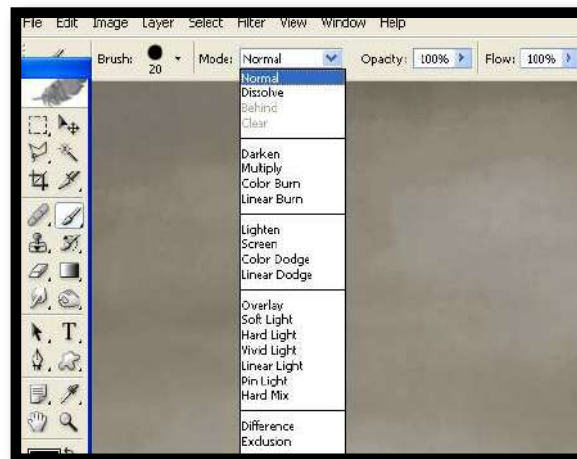 File Edit Image Layer Select Filter View Window Help
Brush: 20 Mode: Normal Opacity: 100% Flow: 100%
Normal
Dissolve
Behind
Clear
Darken
Multiply
Color Burn
Linear Burn
Lighten
Screen
Color Dodge
Linear Dodge
Overlay
Soft Light
Hard Light
Vivid Light
Linear Light
Pin Light
Hard Mix
Difference
Exclusion
T